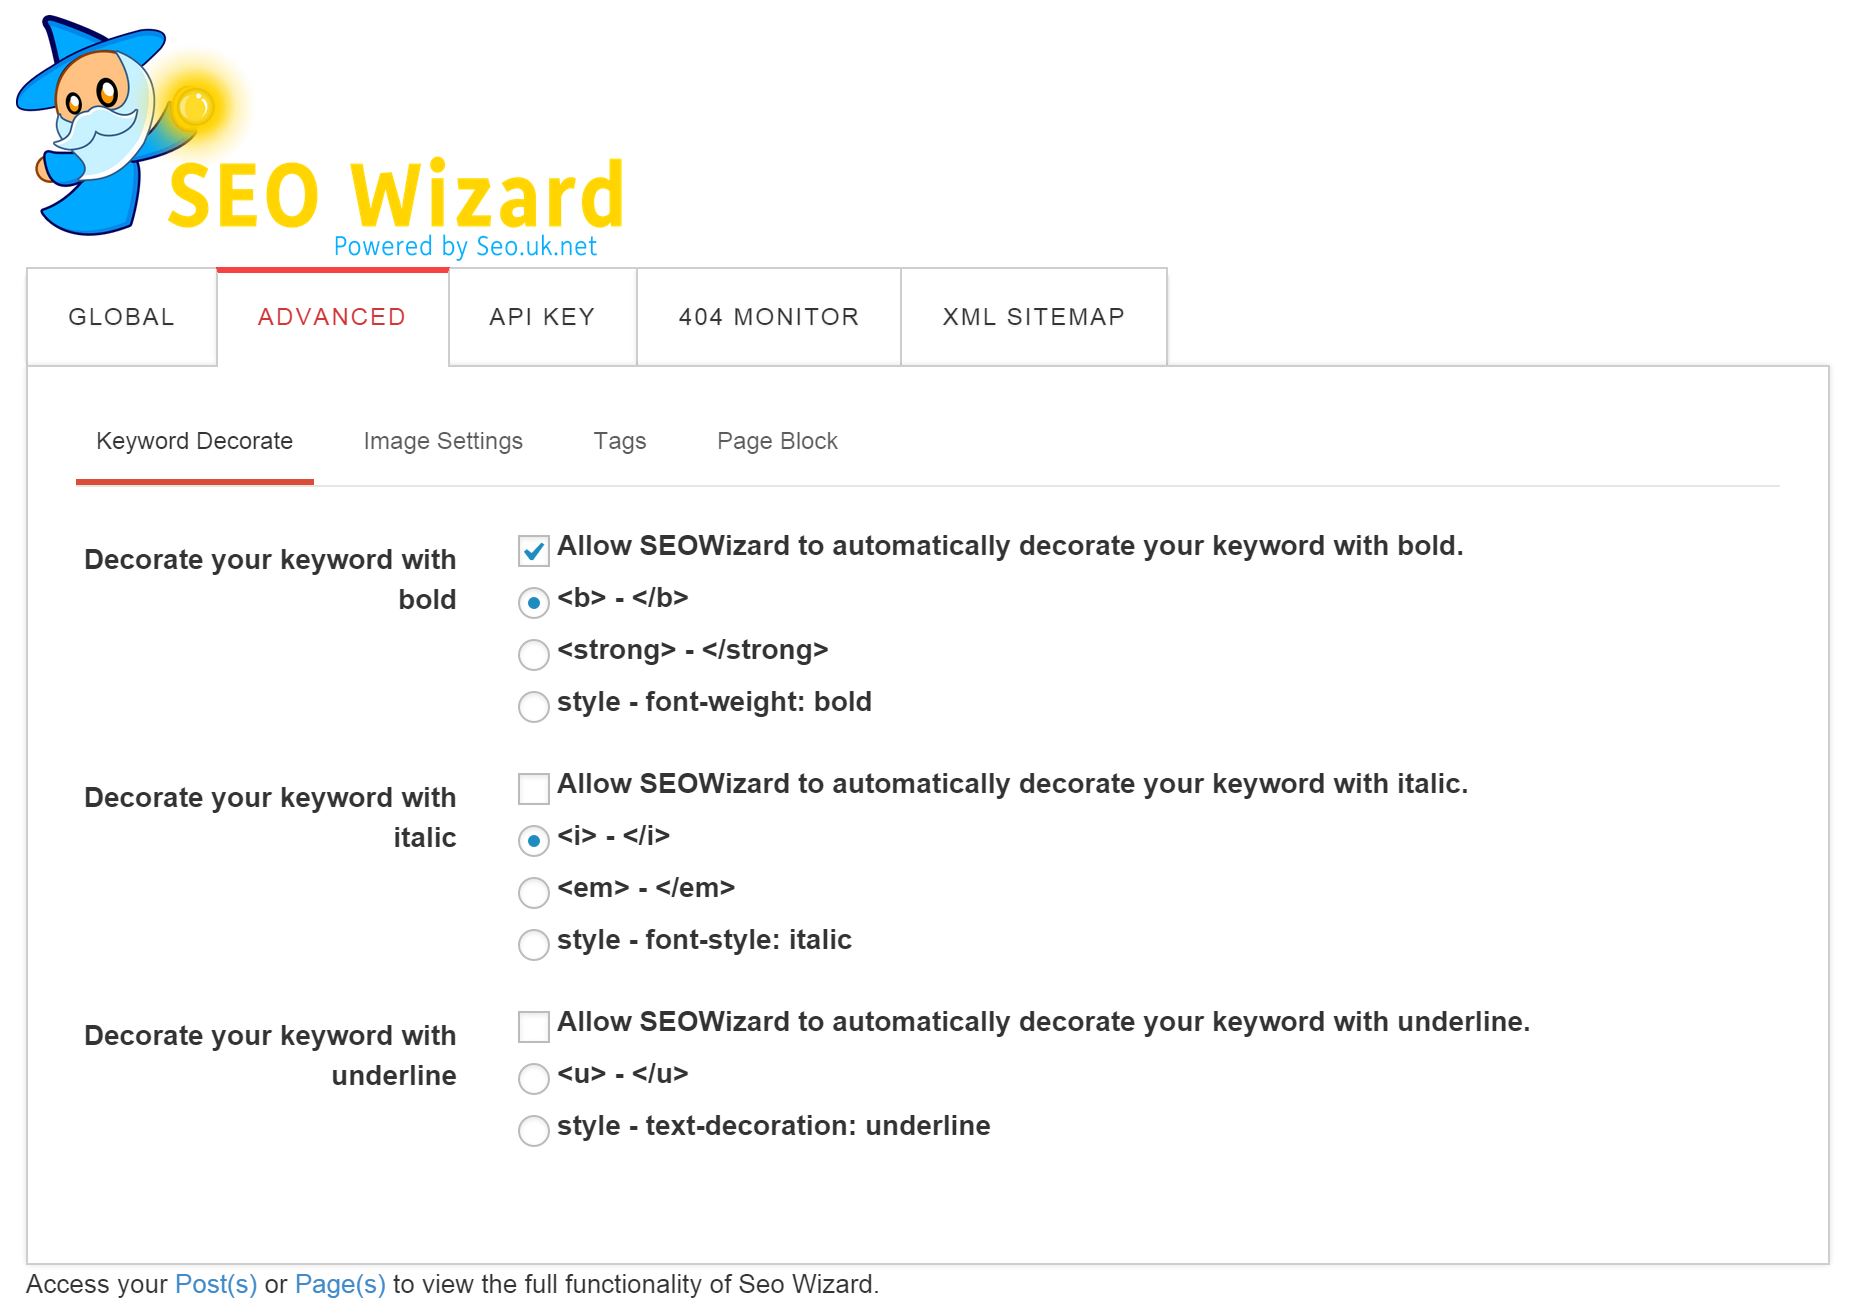 SEO Wizard
Powered by Seo.uk.net
GLOBAL
ADVANCED
API KEY
404 MONITOR
XML SITEMAP
Keyword Decorate
Image Settings
Tags
Page Block
Decorate your keyword with
bold
Allow SEOWizard to automatically decorate your keyword with bold.
<b> - </b>
<strong> - </strong>
style - font-weight: bold
Decorate your keyword with
italic
Allow SEOWizard to automatically decorate your keyword with italic.
<i> - </i>
<em> - </em>
style - font-style: italic
Decorate your keyword with
underline
Allow SEOWizard to automatically decorate your keyword with underline.
<u> - </u>
style - text-decoration: underline
Access your Post(s) or Page(s) to view the full functionality of Seo Wizard.